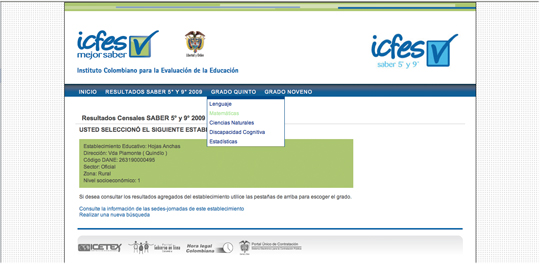 icfes
mejor saber
Libertad y Orden
icfes
saber 5° y 9°
Instituto Colombiano para la Evaluación de la Educación
INICIO RESULTADOS SABER 5° y 9° 2009 GRADO QUINTO GRADO NOVENO
Lenguaje
Matemáticas
Ciencias Naturales
Discapacidad Cognitiva
Estadísticas
Resultados Censales SABER 5° y 9° 2009
USTED SELECCIONÓ EL SIGUIENTE ESTAB
Establecimiento Educativo: Hojas Anchas
Dirección: Vda Piamonte ( Quindío )
Código DANE: 263190000495
Sector: Oficial
Zona: Rural
Nivel socioeconómico: 1
Si desea consultar los resultados agregados del establecimiento utilice las pestañas de arriba para escoger el grado.
Consulte la información de las sedes-jornadas de este establecimiento
Realizar una nueva búsqueda
ICETEX
Gobierno en línea
Hora legal
Colombiana
Portal Único de Contratación